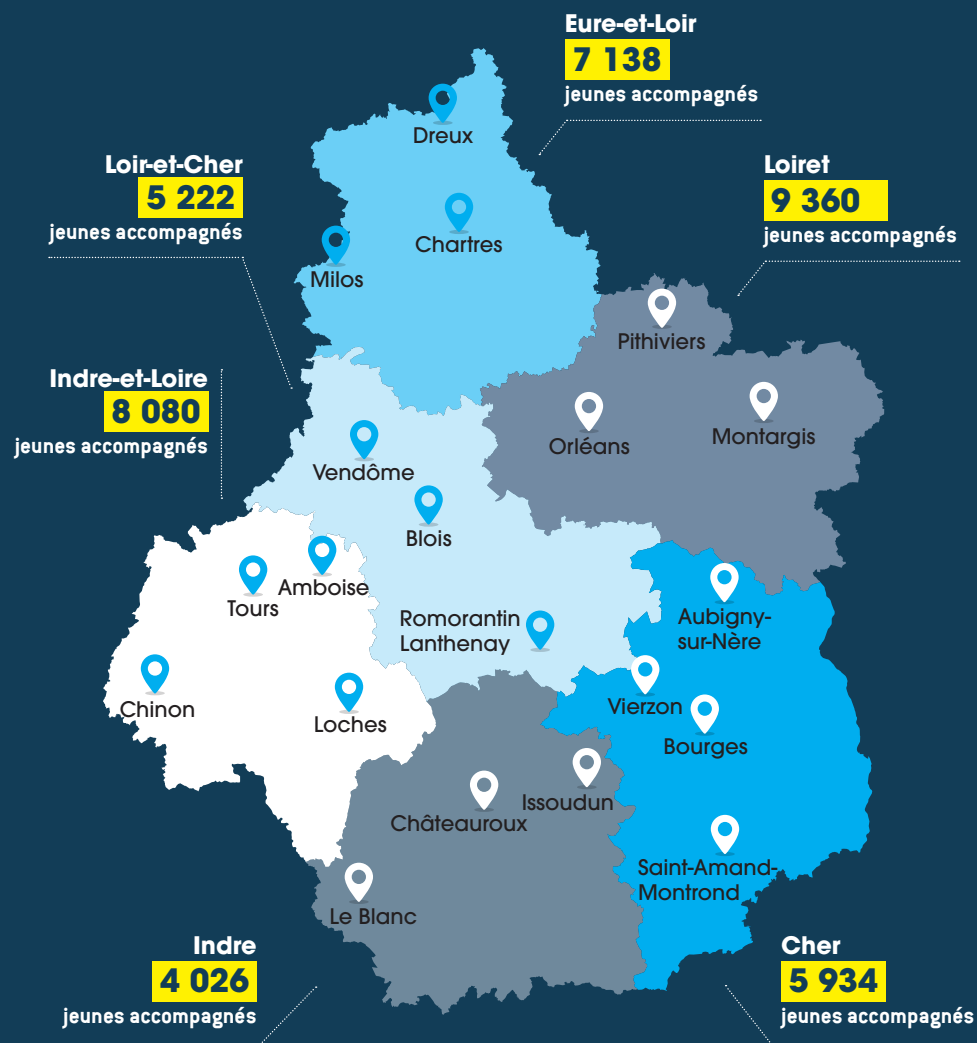 Eure-et-Loir
7 138
jeunes accompagnés
Dreux
Loir-et-Cher
5 222
jeunes accompagnés
Loiret
9 360
jeunes accompagnés
Chartres
Milos
Pithiviers
Indre-et-Loire
8 080
jeunes accompagnés
Orléans
Montargis
Vendôme
Blois
Amboise
Tours
Romorantin
Lanthenay
Aubigny-
sur-Nère
Chinon
Loches
Vierzon
Bourges
Issoudun
Châteauroux
Saint-Amand-
Montrond
Le Blanc
Indre
4 026
jeunes accompagnés
Cher
5 934
jeunes accompagnés